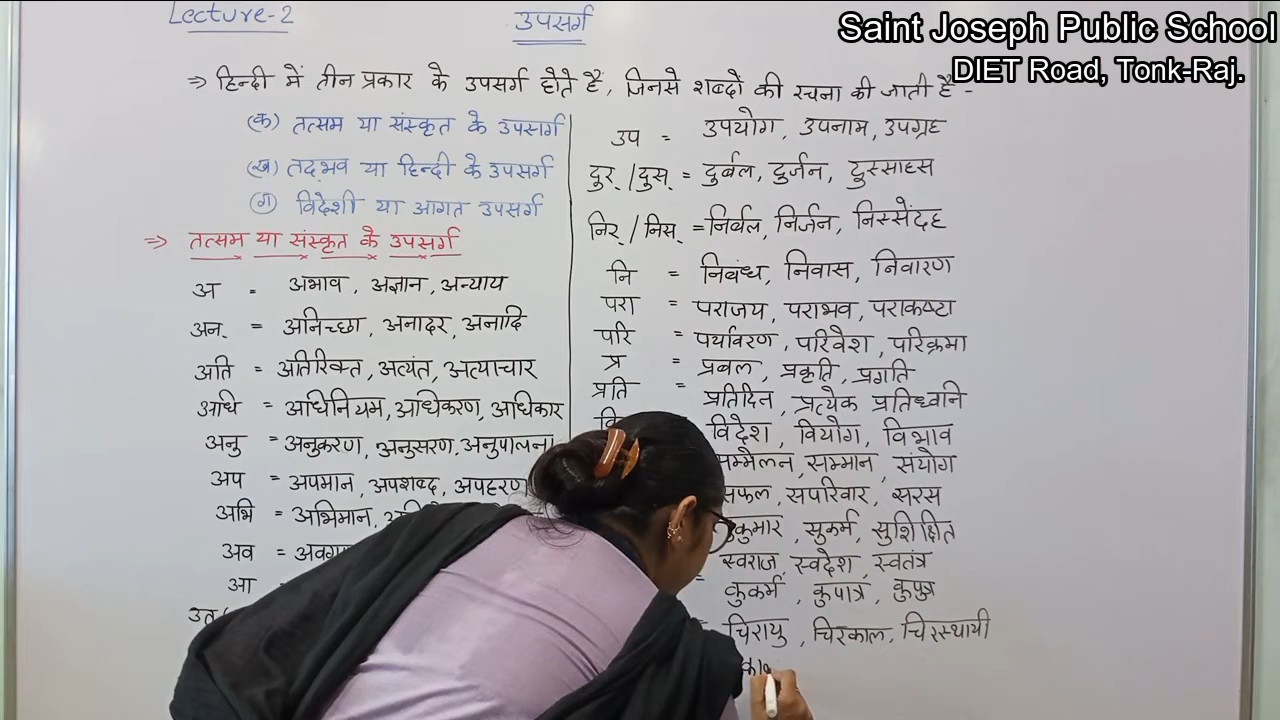 Lecture-2
उपसर्ग
Saint Joseph Public School
DIET Road, Tonk-Raj.
⇒ हिन्दी में तीन प्रकार के उपसर्ग होते हैं, जिनसे शब्दों की रचना की जाती है -
(क) तत्सम या संस्कृत के उपसर्ग
(ख) तद्भव या हिन्दी के उपसर्ग
(ग) विदेशी या आगत उपसर्ग
⇒ तत्सम या संस्कृत के उपसर्ग
अ = अभाव, अज्ञान, अन्याय
अन् = अनिच्छा, अनादर, अनादि
अति = अतिरिक्त, अत्यंत, अत्याचार
अधि = अधिनियम, अधिकरण, अधिकार
अनु = अनुकरण, अनुसरण, अनुपालना
अप = अपमान, अपशब्द, अपहरण
अभि = अभिमान,
अव =
आ
उप = उपयोग, उपनाम, उपग्रह
दुर् / दुस् = दुर्बल, दुर्जन, दुस्साहस
निर् / निस् = निर्बल, निर्जन, निस्संदेह
नि = निबंध, निवास, निवारण
परा = पराजय, पराभव, पराकष्टा
परि = पर्यावरण, परिवेश, परिक्रमा
प्र = प्रबल, प्रकृति, प्रगति
प्रति = प्रतिदिन, प्रत्येक प्रतिध्वनि
विदेश, वियोग, विभाव
सम्मेलन, सम्मान, संयोग
सफल, सपरिवार, सरस
सुकुमार, सुकर्म, सुशिक्षित
स्वराज, स्वदेश, स्वतंत्र
= कुकर्म, कुपात्र, कुपुत्र
= चिरायु, चिरकाल, चिरस्थायी